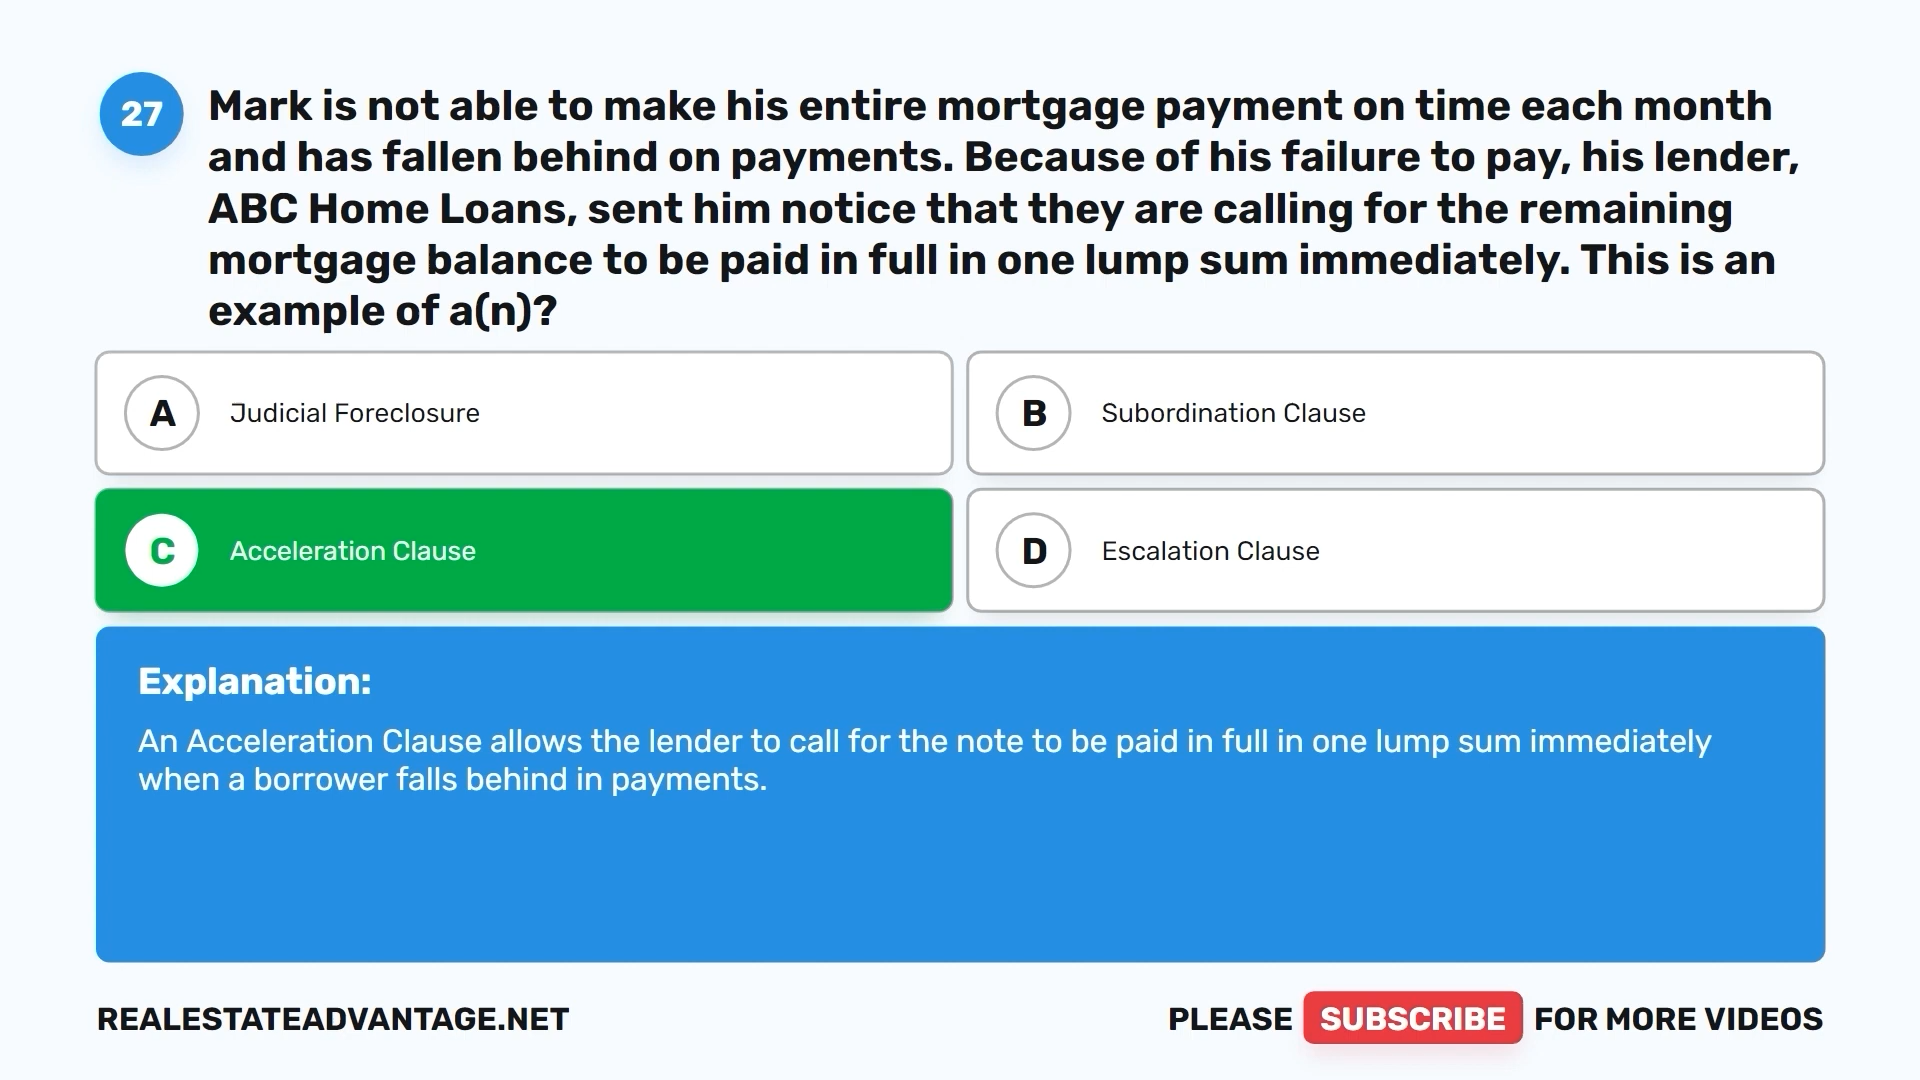 27
Mark is not able to make his entire mortgage payment on time each month
and has fallen behind on payments. Because of his failure to pay, his lender,
ABC Home Loans, sent him notice that they are calling for the remaining
mortgage balance to be paid in full in one lump sum immediately. This is an
example of a(n)?
A Judicial Foreclosure
B Subordination Clause
C Acceleration Clause
D Escalation Clause
Explanation:
An Acceleration Clause allows the lender to call for the note to be paid in full in one lump sum immediately
when a borrower falls behind in payments.
REALESTATEADVANTAGE.NET
PLEASE SUBSCRIBE FOR MORE VIDEOS